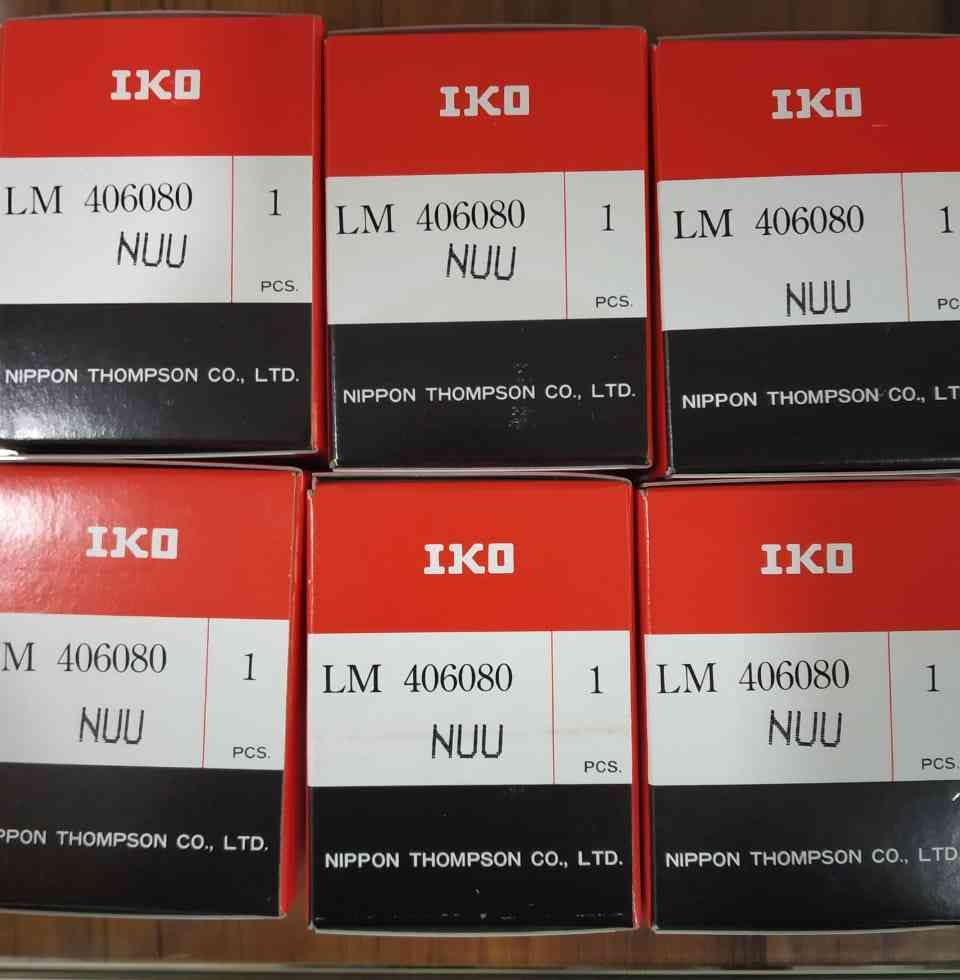 IKO
LM 406080 1
NUU
PCS.
NIPPON THOMPSON CO., LTD.
IKO
LM 406080 1
NUU
PCS.
NIPPON THOMPSON CO., LTD.
IKO
LM 406080 1
NUU
PC
NIPPON THOMPSON CO., LT
IKO
M 406080 1
NUU
PCS.
PPON THOMPSON CO., LTD.
IKO
LM 406080 1
NUU
PCS.
NIPPON THOMPSON CO., LTD.
IKO
LM 406080 1
NUU
PCS.
NIPPON THOMPSON CO., LTD